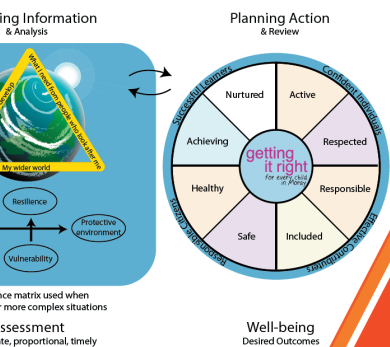 ing Information
& Analysis
Planning Action
& Review
What I need from people who look after me
develop
My wider world
Resilience
Protective
environment
Vulnerability
nce matrix used when
r more complex situations
ssessment
te, proportional, timely
Successful Learners
Confident Individuals
Responsible Citizens
Effective Contributors
Nurtured
Active
Achieving
Respected
Healthy
Responsible
Safe
Included
getting
it right
for every child
in Moray
Well-being
Desired Outcomes